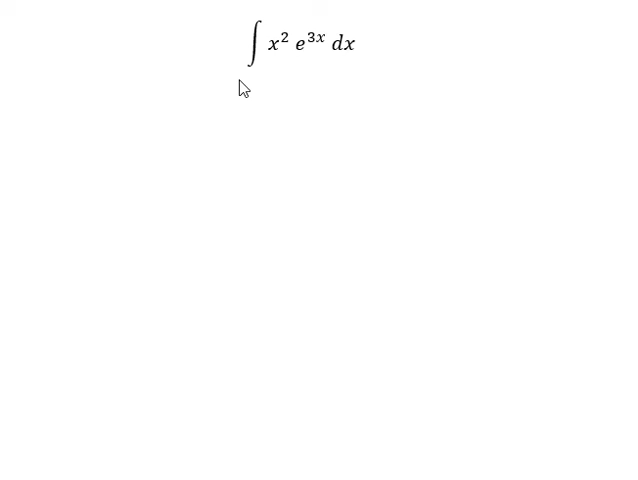 ∫ x² e³ˣ dx